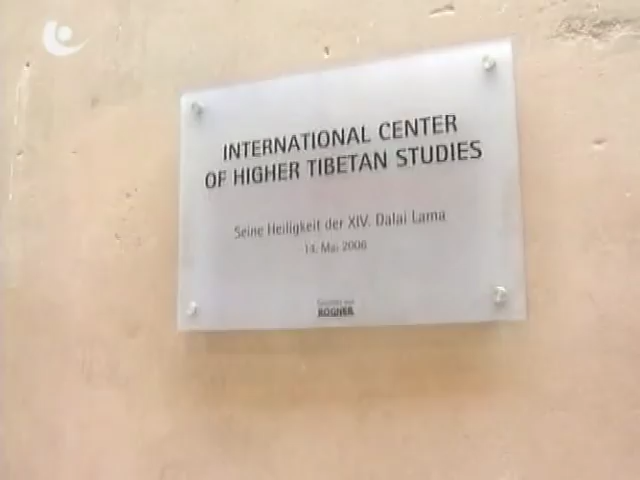 INTERNATIONAL CENTER
OF HIGHER TIBETAN STUDIES
Seine Heiligkeit der XIV. Dalai Lama
14. Mai 2006
ROGNER